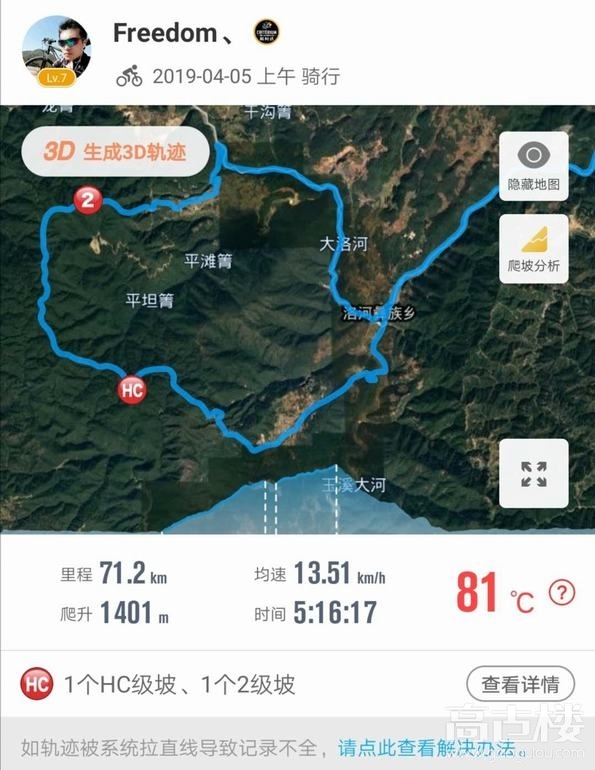 Freedom、
Lv.7
2019-04-05 上午 骑行
龙箐
干沟箐
3D 生成3D轨迹
隐藏地图
2
大洛河
平滩箐
爬坡分析
平坦箐
洛河彝族乡
HC
玉溪大河
里程 71.2 km
均速 13.51 km/h
81 ℃ ?
爬升 1401 m
时间 5:16:17
HC 1个HC级坡、1个2级坡
查看详情
高古楼
如轨迹被系统拉直线导致记录不全，请点此查看解决办法。